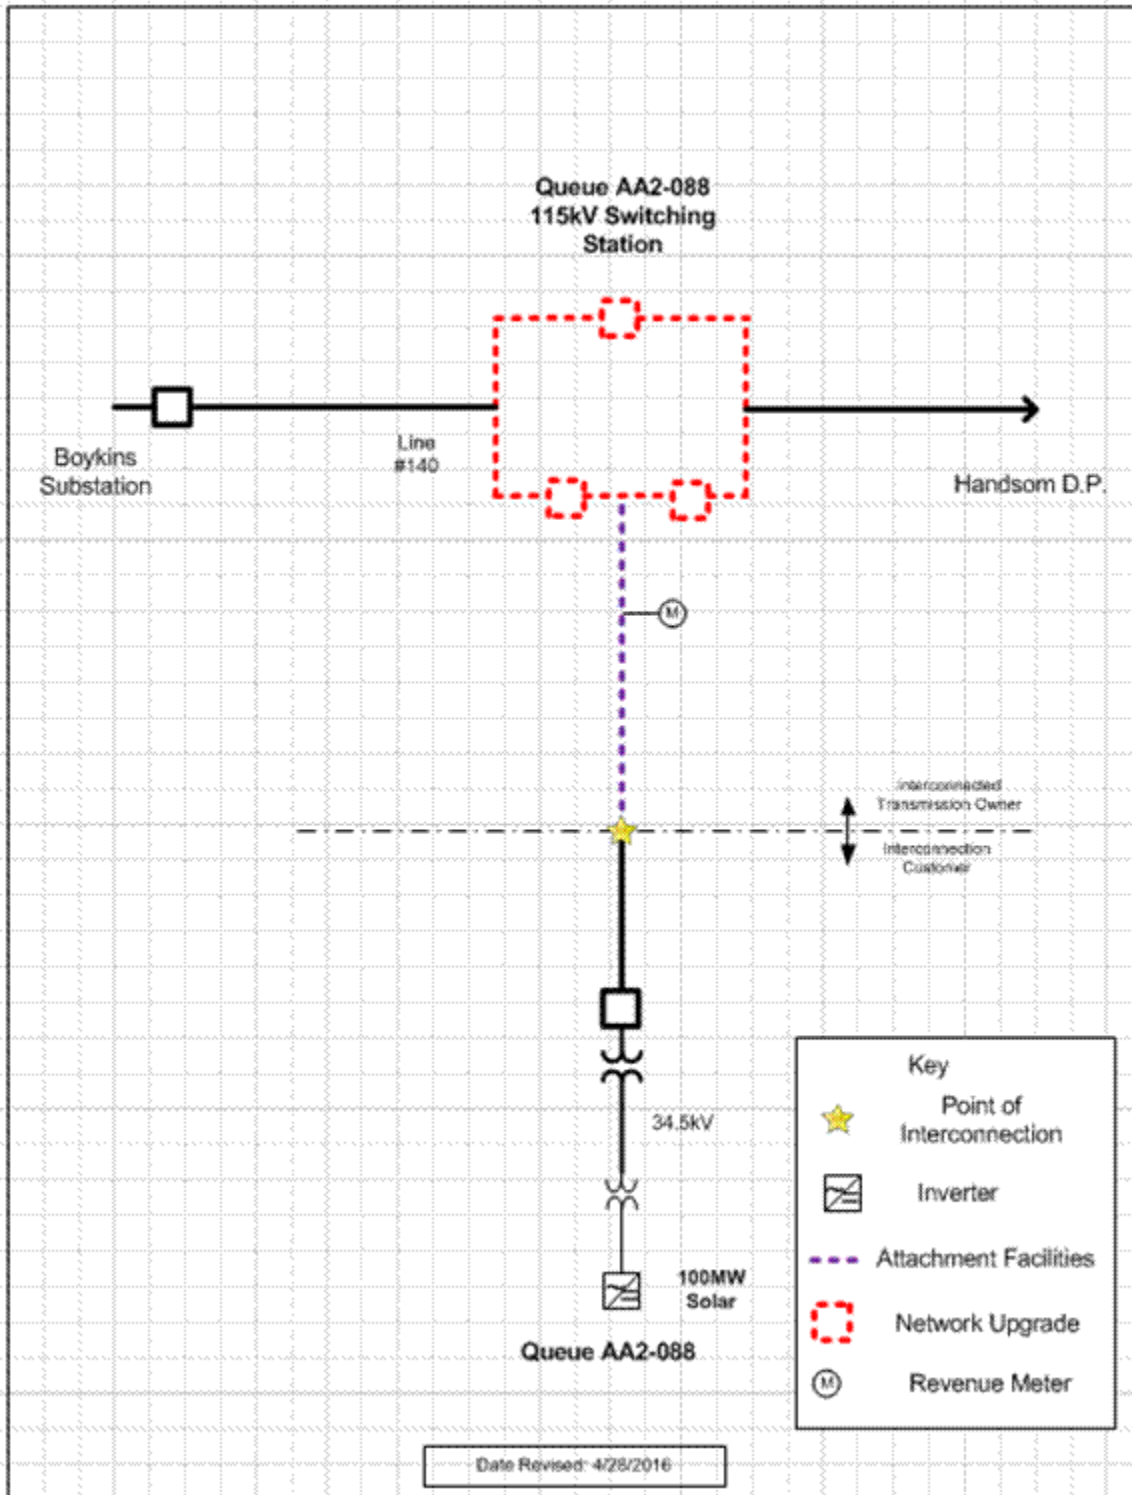 Queue AA2-088
115kV Switching
Station
Boykins
Substation
Line
#140
Handsom D.P.
M
Interconnected
Transmission Owner
Interconnection
Customer
34.5kV
100MW
Solar
Queue AA2-088
Key
Point of
Interconnection
Inverter
Attachment Facilities
Network Upgrade
M
Revenue Meter
Date Revised: 4/28/2016